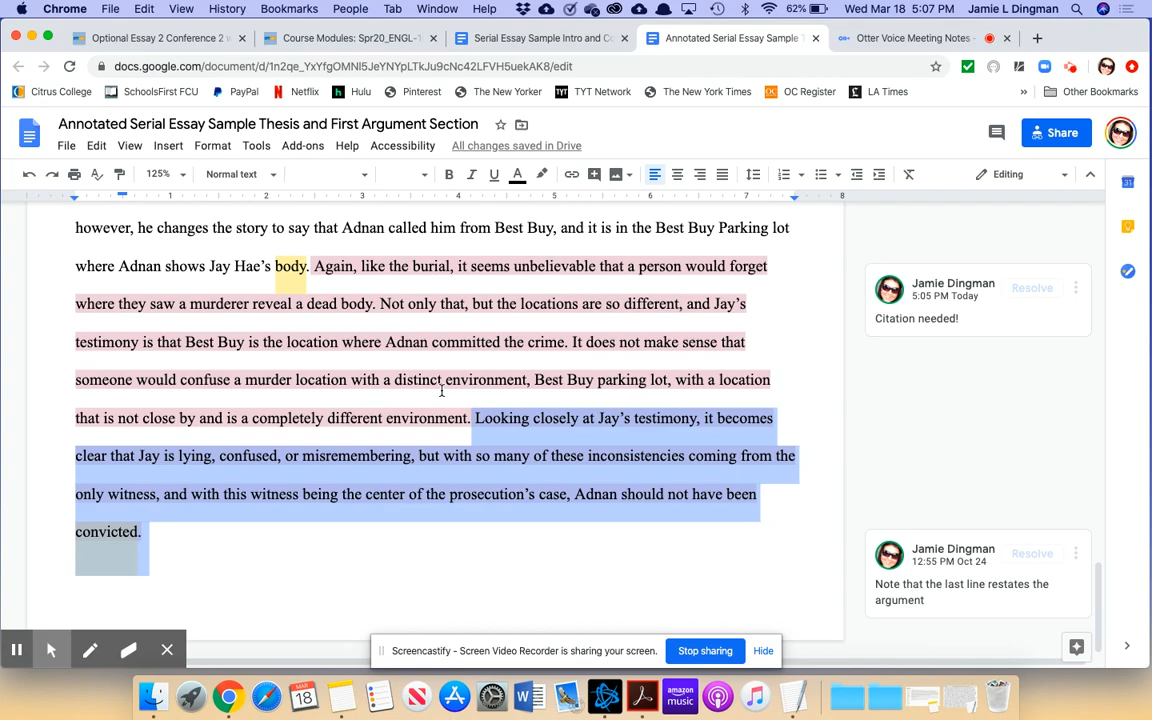 Chrome File Edit View History Bookmarks People Tab Window Help 62% Wed Mar 18 5:07 PM Jamie L Dingman
Optional Essay 2 Conference 2 w × Course Modules: Spr20_ENGL- × Serial Essay Sample Intro and Co × Annotated Serial Essay Sample T × Otter Voice Meeting Notes - ×
docs.google.com/document/d/1n2qe_YxYfgOMNl5JeYNYpLTkJu9cNc42LFVH5uekAK8/edit
Citrus College SchoolsFirst FCU PayPal Netflix Hulu Pinterest The New Yorker TYT Network The New York Times OC Register LA Times » Other Bookmarks
Annotated Serial Essay Sample Thesis and First Argument Section
Share
File Edit View Insert Format Tools Add-ons Help Accessibility All changes saved in Drive
125% Normal text B I U A Editing
1 2 3 4 5 6 7 8
however, he changes the story to say that Adnan called him from Best Buy, and it is in the Best Buy Parking lot
where Adnan shows Jay Hae's body. Again, like the burial, it seems unbelievable that a person would forget
where they saw a murderer reveal a dead body. Not only that, but the locations are so different, and Jay's
testimony is that Best Buy is the location where Adnan committed the crime. It does not make sense that
someone would confuse a murder location with a distinct environment, Best Buy parking lot, with a location
that is not close by and is a completely different environment. Looking closely at Jay's testimony, it becomes
clear that Jay is lying, confused, or misremembering, but with so many of these inconsistencies coming from the
only witness, and with this witness being the center of the prosecution's case, Adnan should not have been
convicted.
Jamie Dingman
5:05 PM Today
Resolve
Citation needed!
Jamie Dingman
12:55 PM Oct 24
Resolve
Note that the last line restates the
argument
Screencastify - Screen Video Recorder is sharing your screen. Stop sharing Hide
MAR
18
amazon
music